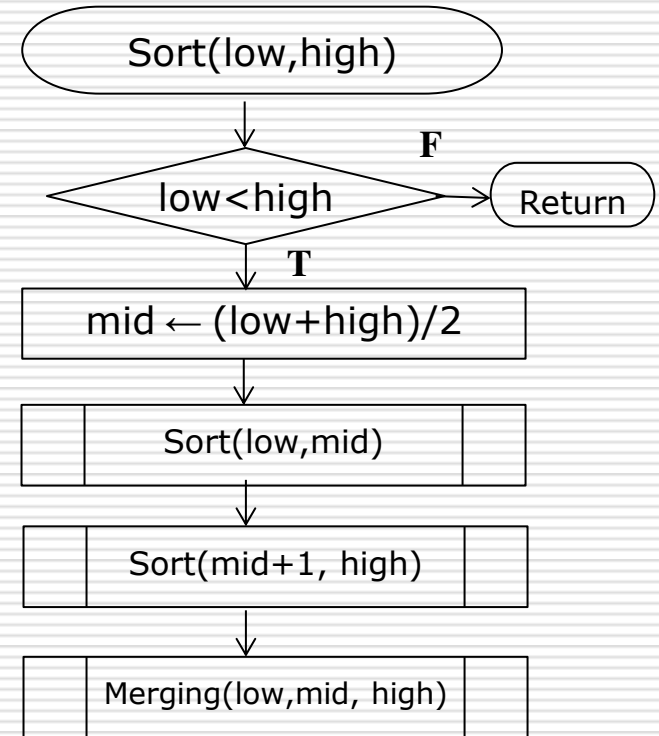 Sort(low,high)
F
low<high
Return
T
mid ← (low+high)/2
Sort(low,mid)
Sort(mid+1, high)
Merging(low,mid, high)